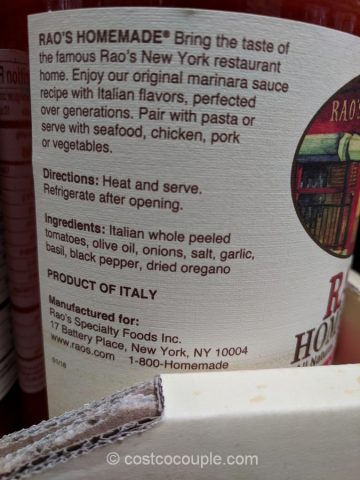 RAO'S HOMEMADE® Bring the taste of
the famous Rao's New York restaurant
home. Enjoy our original marinara sauce
recipe with Italian flavors, perfected
over generations. Pair with pasta or
serve with seafood, chicken, pork
or vegetables.
Directions: Heat and serve.
Refrigerate after opening.
Ingredients: Italian whole peeled
tomatoes, olive oil, onions, salt, garlic,
basil, black pepper, dried oregano
PRODUCT OF ITALY
Manufactured for:
Rao's Specialty Foods Inc.
17 Battery Place, New York, NY 10004
www.raos.com 1-800-Homemade
RAO'S
HOM
© costcocouple.com